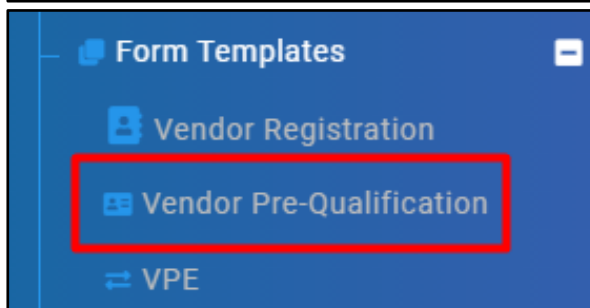 Form Templates
Vendor Registration
Vendor Pre-Qualification
VPE